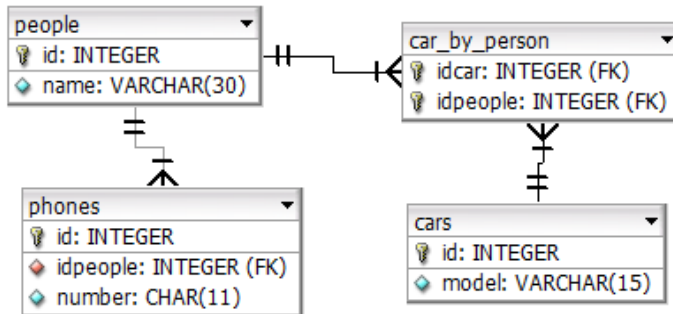 people
id: INTEGER
name: VARCHAR(30)
car_by_person
idcar: INTEGER (FK)
idpeople: INTEGER (FK)
phones
id: INTEGER
idpeople: INTEGER (FK)
number: CHAR(11)
cars
id: INTEGER
model: VARCHAR(15)